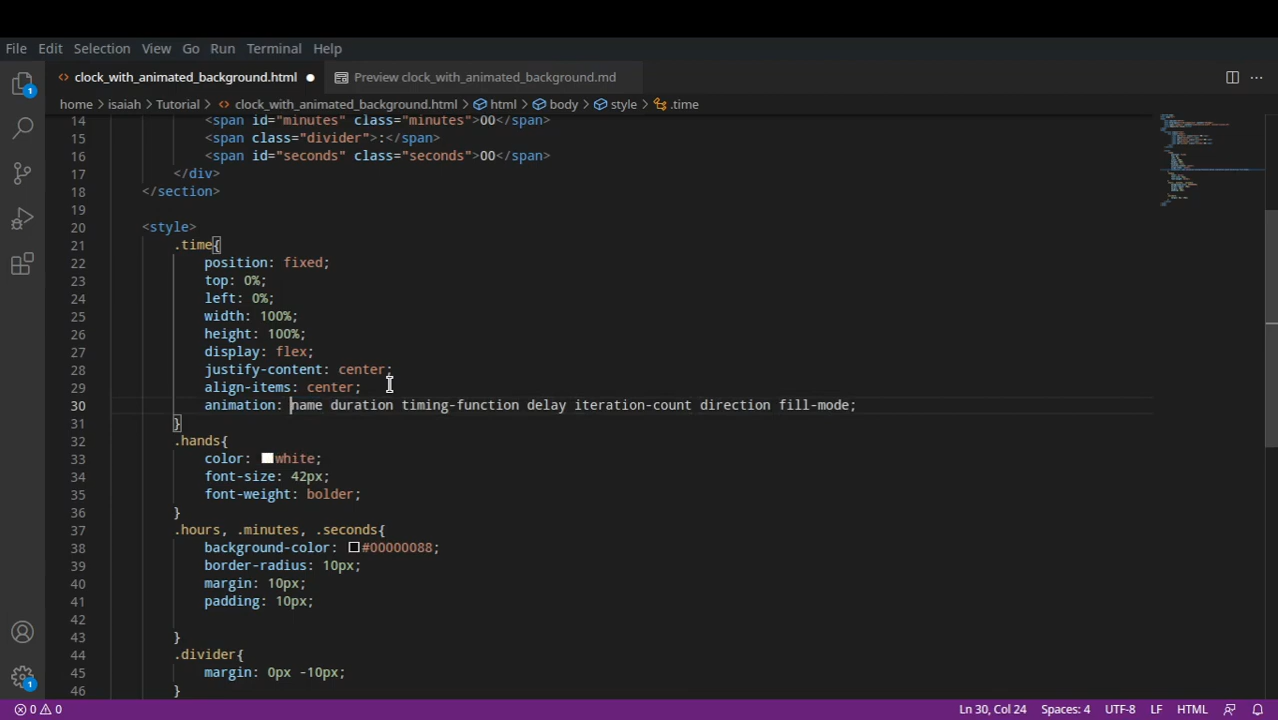 File Edit Selection View Go Run Terminal Help
clock_with_animated_background.html Preview clock_with_animated_background.md
home isaiah Tutorial clock_with_animated_background.html html body style .time
14 <span id="minutes" class="minutes">00</span>
15 <span class="divider">:</span>
16 <span id="seconds" class="seconds">00</span>
17 </div>
18 </section>
19
20 <style>
21 .time{
22 position: fixed;
23 top: 0%;
24 left: 0%;
25 width: 100%;
26 height: 100%;
27 display: flex;
28 justify-content: center;
29 align-items: center;
30 animation: name duration timing-function delay iteration-count direction fill-mode;
31 }
32 .hands{
33 color: white;
34 font-size: 42px;
35 font-weight: bolder;
36 }
37 .hours, .minutes, .seconds{
38 background-color: #00000088;
39 border-radius: 10px;
40 margin: 10px;
41 padding: 10px;
42
43 }
44 .divider{
45 margin: 0px -10px;
46 }
1
1
0 0 Ln 30, Col 24 Spaces: 4 UTF-8 LF HTML